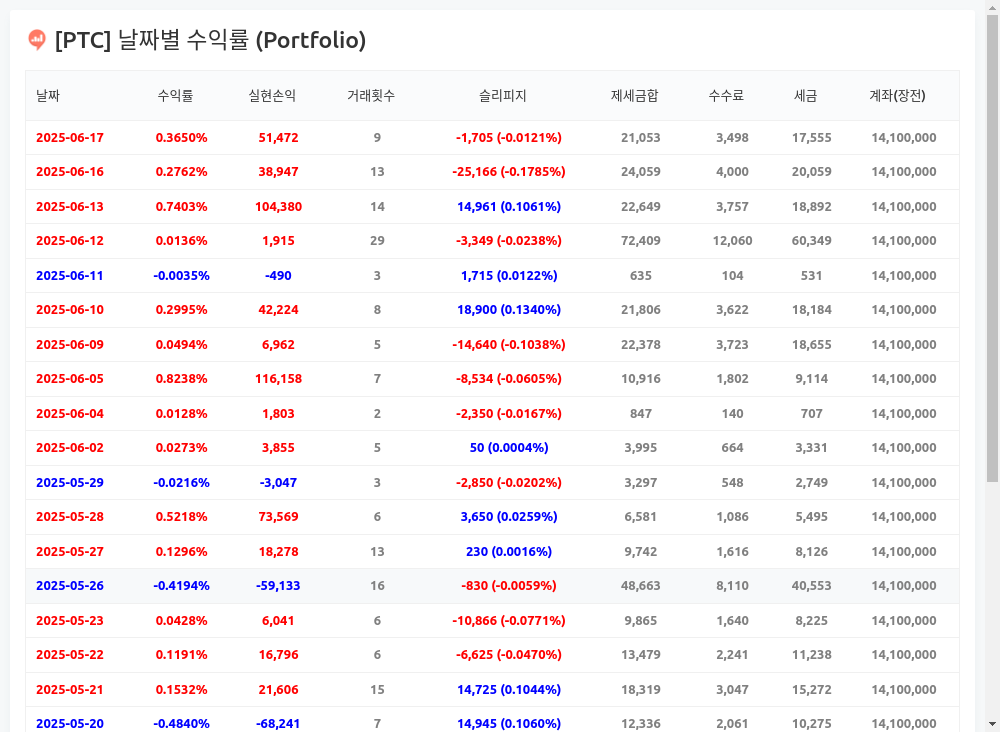 [PTC] 날짜별 수익률 (Portfolio)
날짜 수익률 실현손익 거래횟수 슬리피지 제세금합 수수료 세금 계좌(장전)
2025-06-17 0.3650% 51,472 9 -1,705 (-0.0121%) 21,053 3,498 17,555 14,100,000
2025-06-16 0.2762% 38,947 13 -25,166 (-0.1785%) 24,059 4,000 20,059 14,100,000
2025-06-13 0.7403% 104,380 14 14,961 (0.1061%) 22,649 3,757 18,892 14,100,000
2025-06-12 0.0136% 1,915 29 -3,349 (-0.0238%) 72,409 12,060 60,349 14,100,000
2025-06-11 -0.0035% -490 3 1,715 (0.0122%) 635 104 531 14,100,000
2025-06-10 0.2995% 42,224 8 18,900 (0.1340%) 21,806 3,622 18,184 14,100,000
2025-06-09 0.0494% 6,962 5 -14,640 (-0.1038%) 22,378 3,723 18,655 14,100,000
2025-06-05 0.8238% 116,158 7 -8,534 (-0.0605%) 10,916 1,802 9,114 14,100,000
2025-06-04 0.0128% 1,803 2 -2,350 (-0.0167%) 847 140 707 14,100,000
2025-06-02 0.0273% 3,855 5 50 (0.0004%) 3,995 664 3,331 14,100,000
2025-05-29 -0.0216% -3,047 3 -2,850 (-0.0202%) 3,297 548 2,749 14,100,000
2025-05-28 0.5218% 73,569 6 3,650 (0.0259%) 6,581 1,086 5,495 14,100,000
2025-05-27 0.1296% 18,278 13 230 (0.0016%) 9,742 1,616 8,126 14,100,000
2025-05-26 -0.4194% -59,133 16 -830 (-0.0059%) 48,663 8,110 40,553 14,100,000
2025-05-23 0.0428% 6,041 6 -10,866 (-0.0771%) 9,865 1,640 8,225 14,100,000
2025-05-22 0.1191% 16,796 6 -6,625 (-0.0470%) 13,479 2,241 11,238 14,100,000
2025-05-21 0.1532% 21,606 15 14,725 (0.1044%) 18,319 3,047 15,272 14,100,000
2025-05-20 -0.4840% -68,241 7 14,945 (0.1060%) 12,336 2,061 10,275 14,100,000